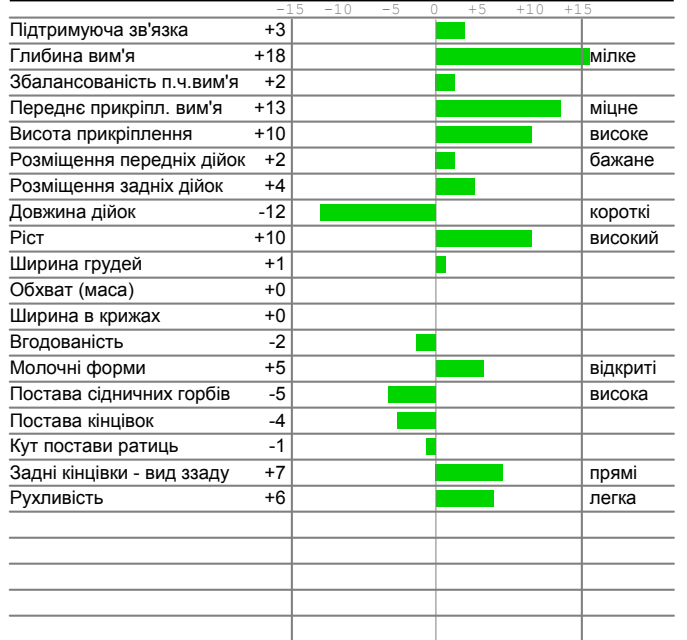 -15 -10 -5 0 +5 +10 +15
Підтримуюча зв'язка +3
Глибина вим'я +18 мілке
Збалансованість п.ч.вим'я +2
Переднє прикріпл. вим'я +13 міцне
Висота прикріплення +10 високе
Розміщення передніх дійок +2 бажане
Розміщення задніх дійок +4
Довжина дійок -12 короткі
Ріст +10 високий
Ширина грудей +1
Обхват (маса) +0
Ширина в крижах +0
Вгодованість -2
Молочні форми +5 відкриті
Постава сідничних горбів -5 висока
Постава кінцівок -4
Кут постави ратиць -1
Задні кінцівки - вид ззаду +7 прямі
Рухливість +6 легка